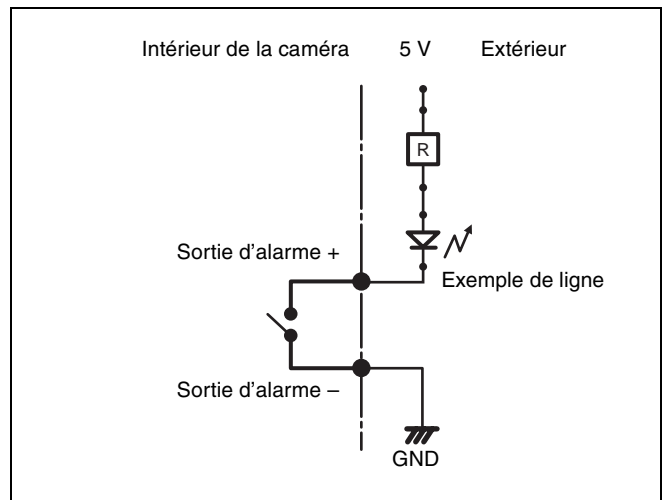 Intérieur de la caméra 5 V Extérieur
R
Sortie d'alarme +
Exemple de ligne
Sortie d'alarme –
GND